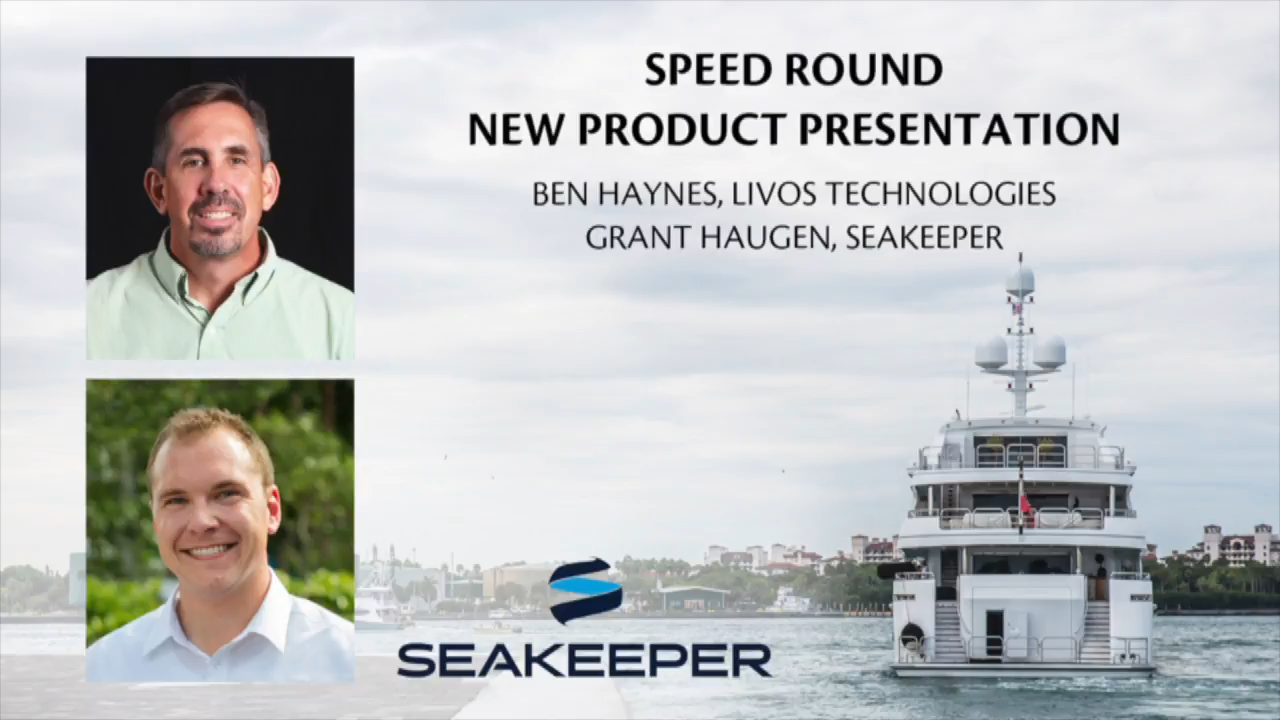 SPEED ROUND
NEW PRODUCT PRESENTATION
BEN HAYNES, LIVOS TECHNOLOGIES
GRANT HAUGEN, SEAKEEPER
SEAKEEPER